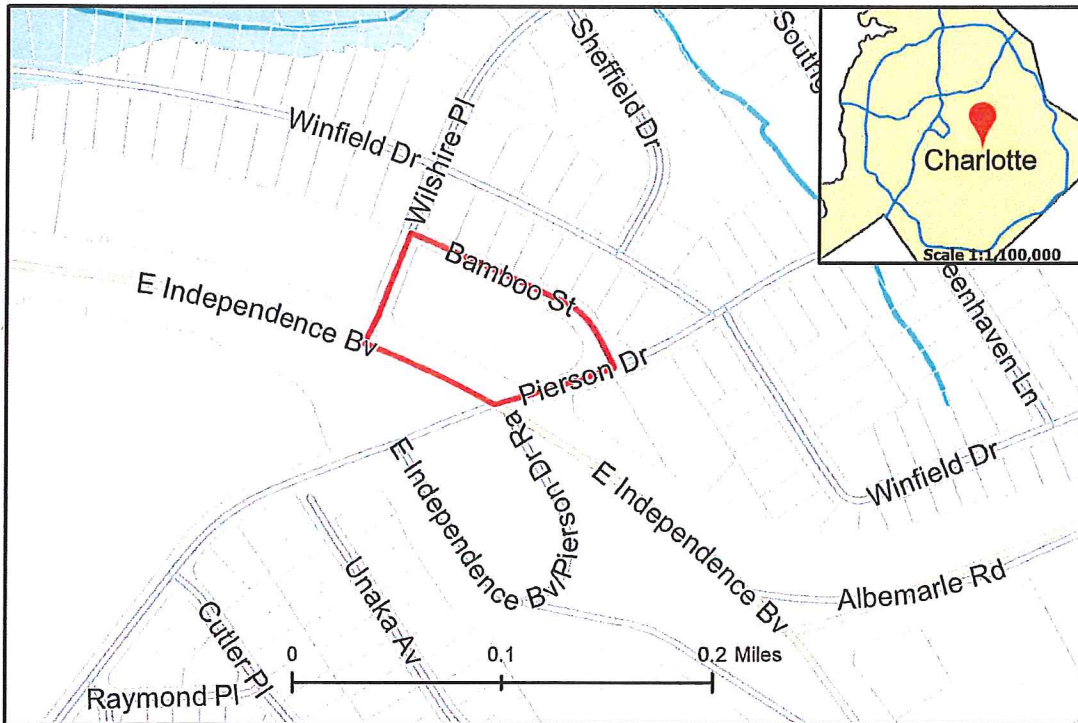 Winfield Dr
Wilshire Pl
Sheffield Dr
Charlotte
Scale 1:1,100,000
Bamboo St
E Independence Bv
Pierson Dr
Pierson Dr Ra
E Independence Bv/Pierson
E Independence Bv
Winfield Dr
Albemarle Rd
Unaka Av
Cutler Pl
Raymond Pl
0 0.1 0.2 Miles